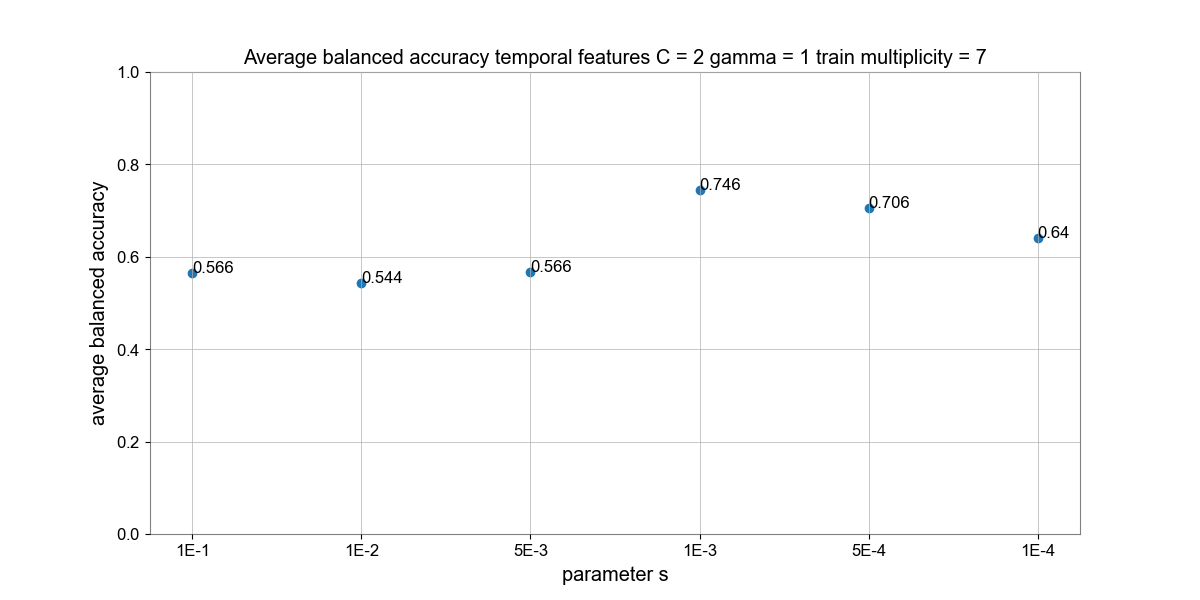 Average balanced accuracy temporal features C = 2 gamma = 1 train multiplicity = 7
average balanced accuracy
1.0
0.8
0.6
0.4
0.2
0.0
0.566
0.544
0.566
0.746
0.706
0.64
1E-1
1E-2
5E-3
1E-3
5E-4
1E-4
parameter s